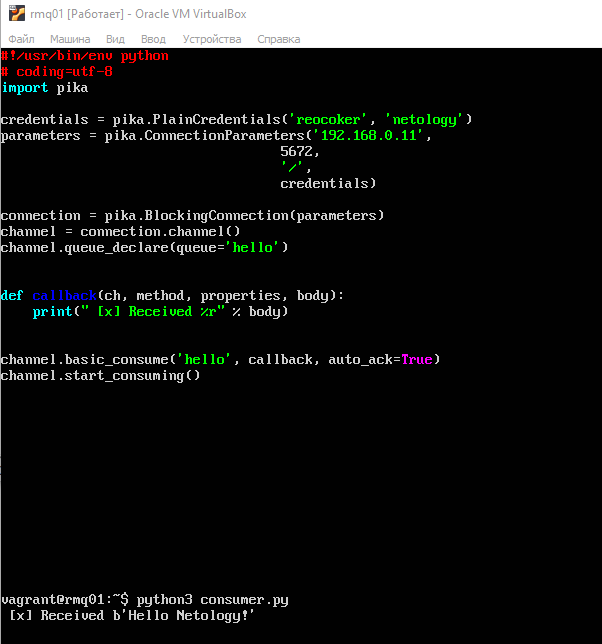 rmq01 [Работает] - Oracle VM VirtualBox
Файл Машина Вид Ввод Устройства Справка
#!/usr/bin/env python
# coding=utf-8
import pika
credentials = pika.PlainCredentials('reocoker', 'netology')
parameters = pika.ConnectionParameters('192.168.0.11',
                                   5672,
                                   '/',
                                   credentials)
connection = pika.BlockingConnection(parameters)
channel = connection.channel()
channel.queue_declare(queue='hello')
def callback(ch, method, properties, body):
    print(" [x] Received %r" % body)
channel.basic_consume('hello', callback, auto_ack=True)
channel.start_consuming()
vagrant@rmq01:~$ python3 consumer.py
 [x] Received b'Hello Netology!'